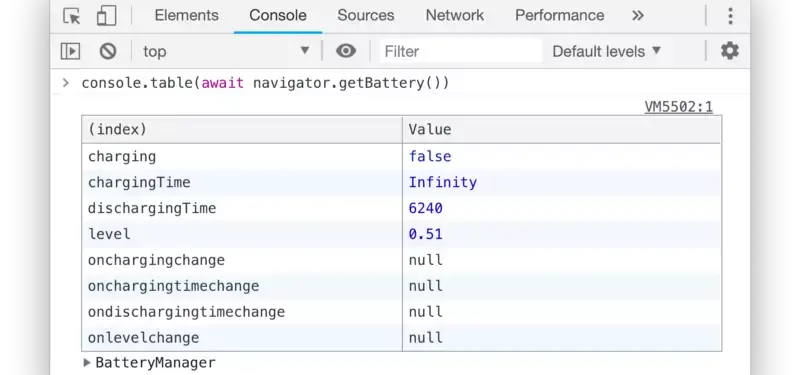 Elements Console Sources Network Performance »
top ▼ Filter Default levels ▼
> console.table(await navigator.getBattery())
VM5502:1
(index) Value
charging false
chargingTime Infinity
dischargingTime 6240
level 0.51
onchargingchange null
onchargingtimechange null
ondischargingtimechange null
onlevelchange null
▶ BatteryManager